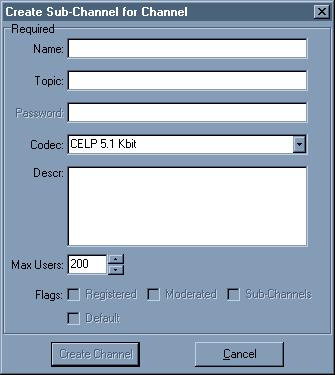 Create Sub-Channel for Channel
Required
Name:
Topic:
Password:
Codec: CELP 5.1 Kbit
Descr:
Max Users: 200
Flags: Registered Moderated Sub-Channels
Default
Create Channel Cancel